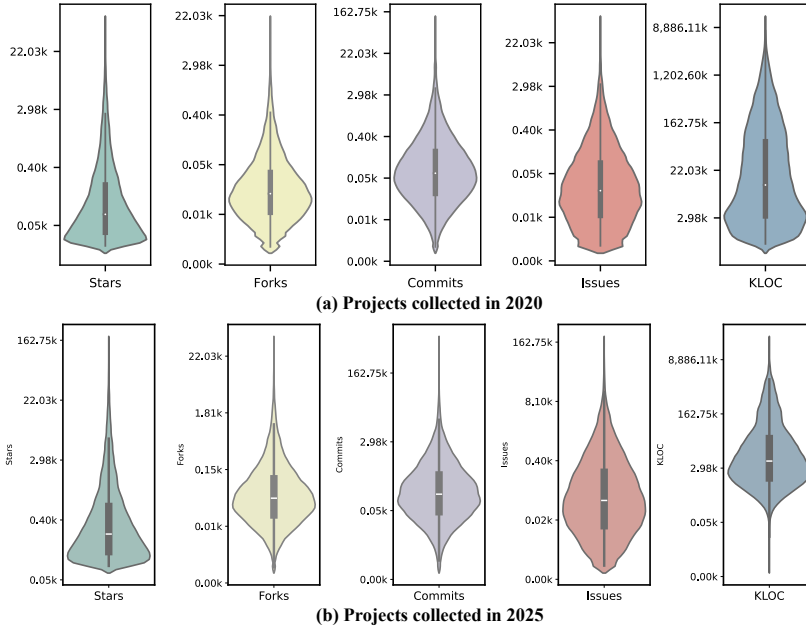 22.03k
2.98k
0.40k
0.05k
Stars
22.03k
2.98k
0.40k
0.05k
0.01k
0.00k
Forks
162.75k
22.03k
2.98k
0.40k
0.05k
0.01k
0.00k
Commits
22.03k
2.98k
0.40k
0.05k
0.01k
0.00k
Issues
8,886.11k
1,202.60k
162.75k
22.03k
2.98k
KLOC
(a) Projects collected in 2020
162.75k
22.03k
2.98k
0.40k
0.05k
Stars
Stars
22.03k
1.81k
0.15k
0.01k
0.00k
Forks
Forks
162.75k
2.98k
0.05k
0.00k
Commits
Commits
162.75k
8.10k
0.40k
0.02k
0.00k
Issues
Issues
8,886.11k
162.75k
2.98k
0.05k
0.00k
KLOC
KLOC
(b) Projects collected in 2025